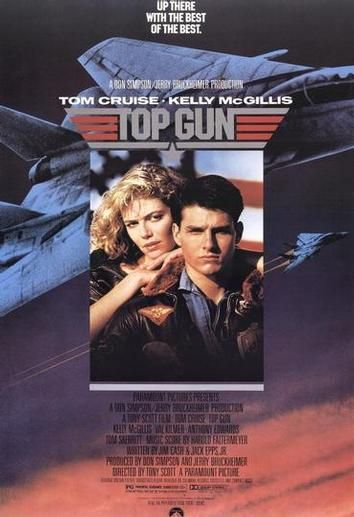 UP THERE
WITH THE BEST
OF THE BEST.
A DON SIMPSON/JERRY BRUCKHEIMER PRODUCTION
TOM CRUISE · KELLY McGILLIS
TOP GUN
PARAMOUNT PICTURES PRESENTS
A DON SIMPSON/JERRY BRUCKHEIMER PRODUCTION
A TONY SCOTT FILM TOM CRUISE TOP GUN
KELLY McGILLIS VAL KILMER ANTHONY EDWARDS
TOM SKERRITT MUSIC SCORE BY HAROLD FALTERMEYER
WRITTEN BY JIM CASH & JACK EPPS, JR.
PRODUCED BY DON SIMPSON AND JERRY BRUCKHEIMER
DIRECTED BY TONY SCOTT A PARAMOUNT PICTURE
PG